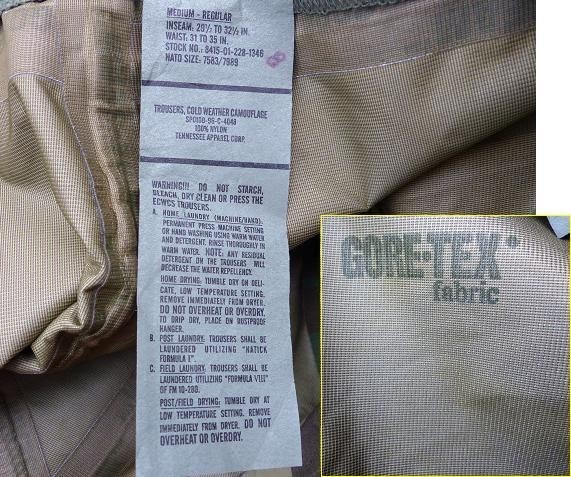 MEDIUM - REGULAR
INSEAM: 29½ TO 32½ IN.
WAIST: 31 TO 35 IN.
STOCK NO.: 8415-01-228-1346
NATO SIZE: 7583/7989
TROUSERS, COLD WEATHER CAMOUFLAGE
SPO100-96-C-4048
100% NYLON
TENNESSEE APPAREL CORP.
WARNING!!! DO NOT STARCH,
BLEACH, DRY CLEAN OR PRESS THE
ECWCS TROUSERS.
A. HOME LAUNDRY (MACHINE/HAND):
PERMANENT PRESS MACHINE SETTING
OR HAND WASHING USING WARM WATER
AND DETERGENT. RINSE THOROUGHLY IN
WARM WATER. NOTE: ANY RESIDUAL
DETERGENT ON THE TROUSERS WILL
DECREASE THE WATER REPELLENCY.
HOME DRYING: TUMBLE DRY ON DELI-
CATE, LOW TEMPERATURE SETTING.
REMOVE IMMEDIATELY FROM DRYER.
DO NOT OVERHEAT OR OVERDRY.
TO DRIP DRY, PLACE ON RUSTPROOF
HANGER.
B. POST LAUNDRY: TROUSERS SHALL BE
LAUNDERED UTILIZING "NATICK
FORMULA I".
C. FIELD LAUNDRY: TROUSERS SHALL BE
LAUNDERED UTILIZING "FORMULA VIII"
OF FM 10-280.
POST/FIELD DRYING: TUMBLE DRY AT
LOW TEMPERATURE SETTING. REMOVE
IMMEDIATELY FROM DRYER. DO NOT
OVERHEAT OR OVERDRY.
GORE-TEX®
fabric